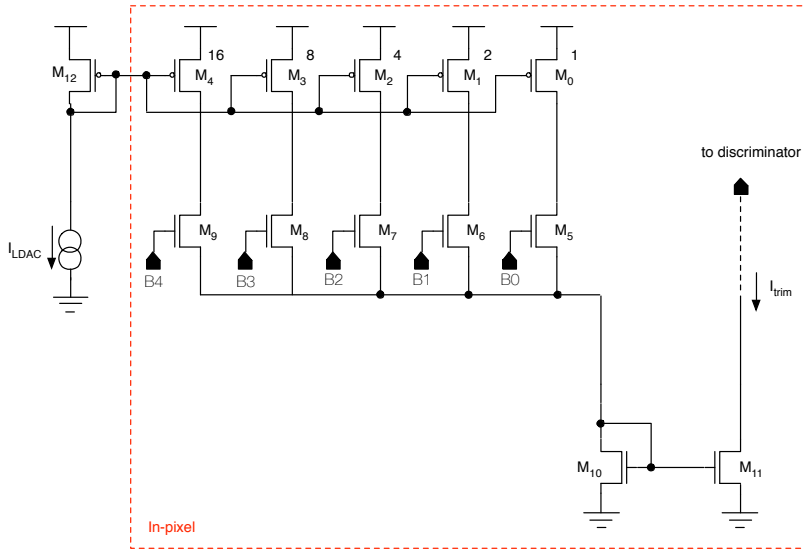 16 8 4 2 1
M12 M4 M3 M2 M1 M0
to discriminator
M9 M8 M7 M6 M5
ILDAC
B4 B3 B2 B1 B0
Itrim
M10 M11
In-pixel